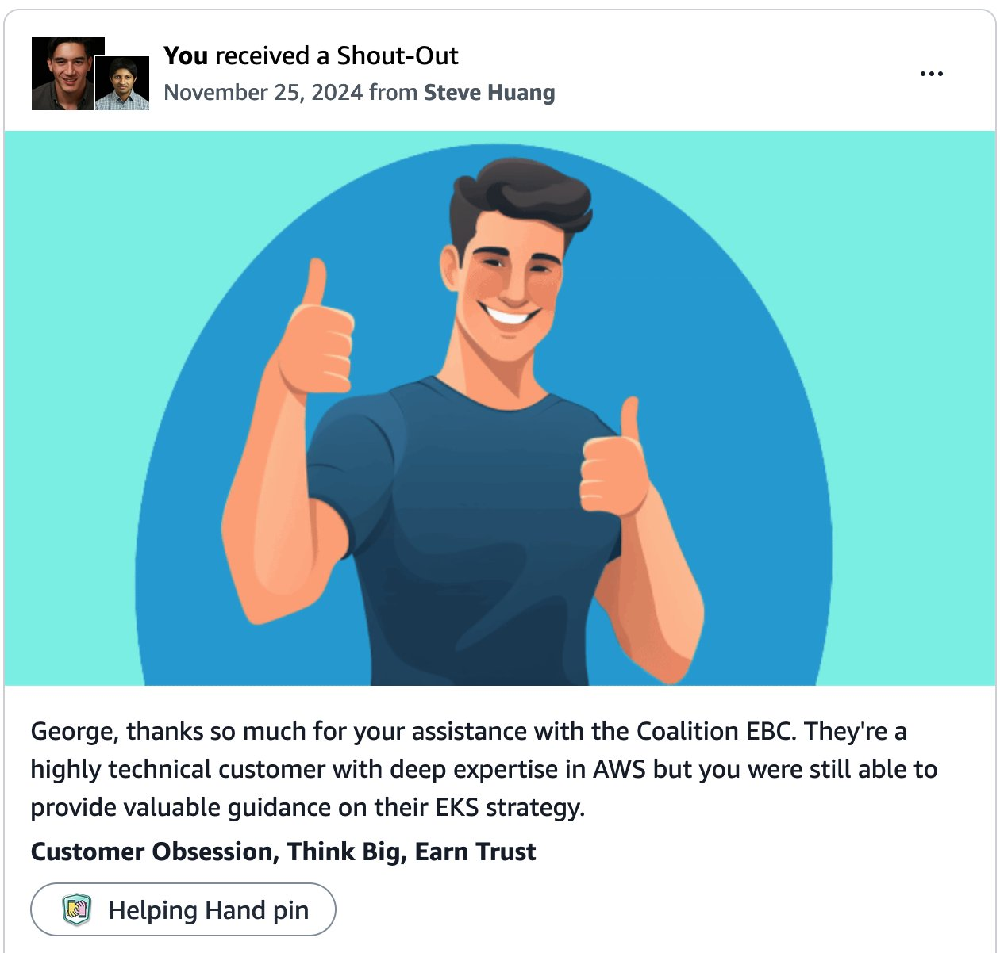 You received a Shout-Out
November 25, 2024 from Steve Huang
George, thanks so much for your assistance with the Coalition EBC. They're a
highly technical customer with deep expertise in AWS but you were still able to
provide valuable guidance on their EKS strategy.
Customer Obsession, Think Big, Earn Trust
Helping Hand pin